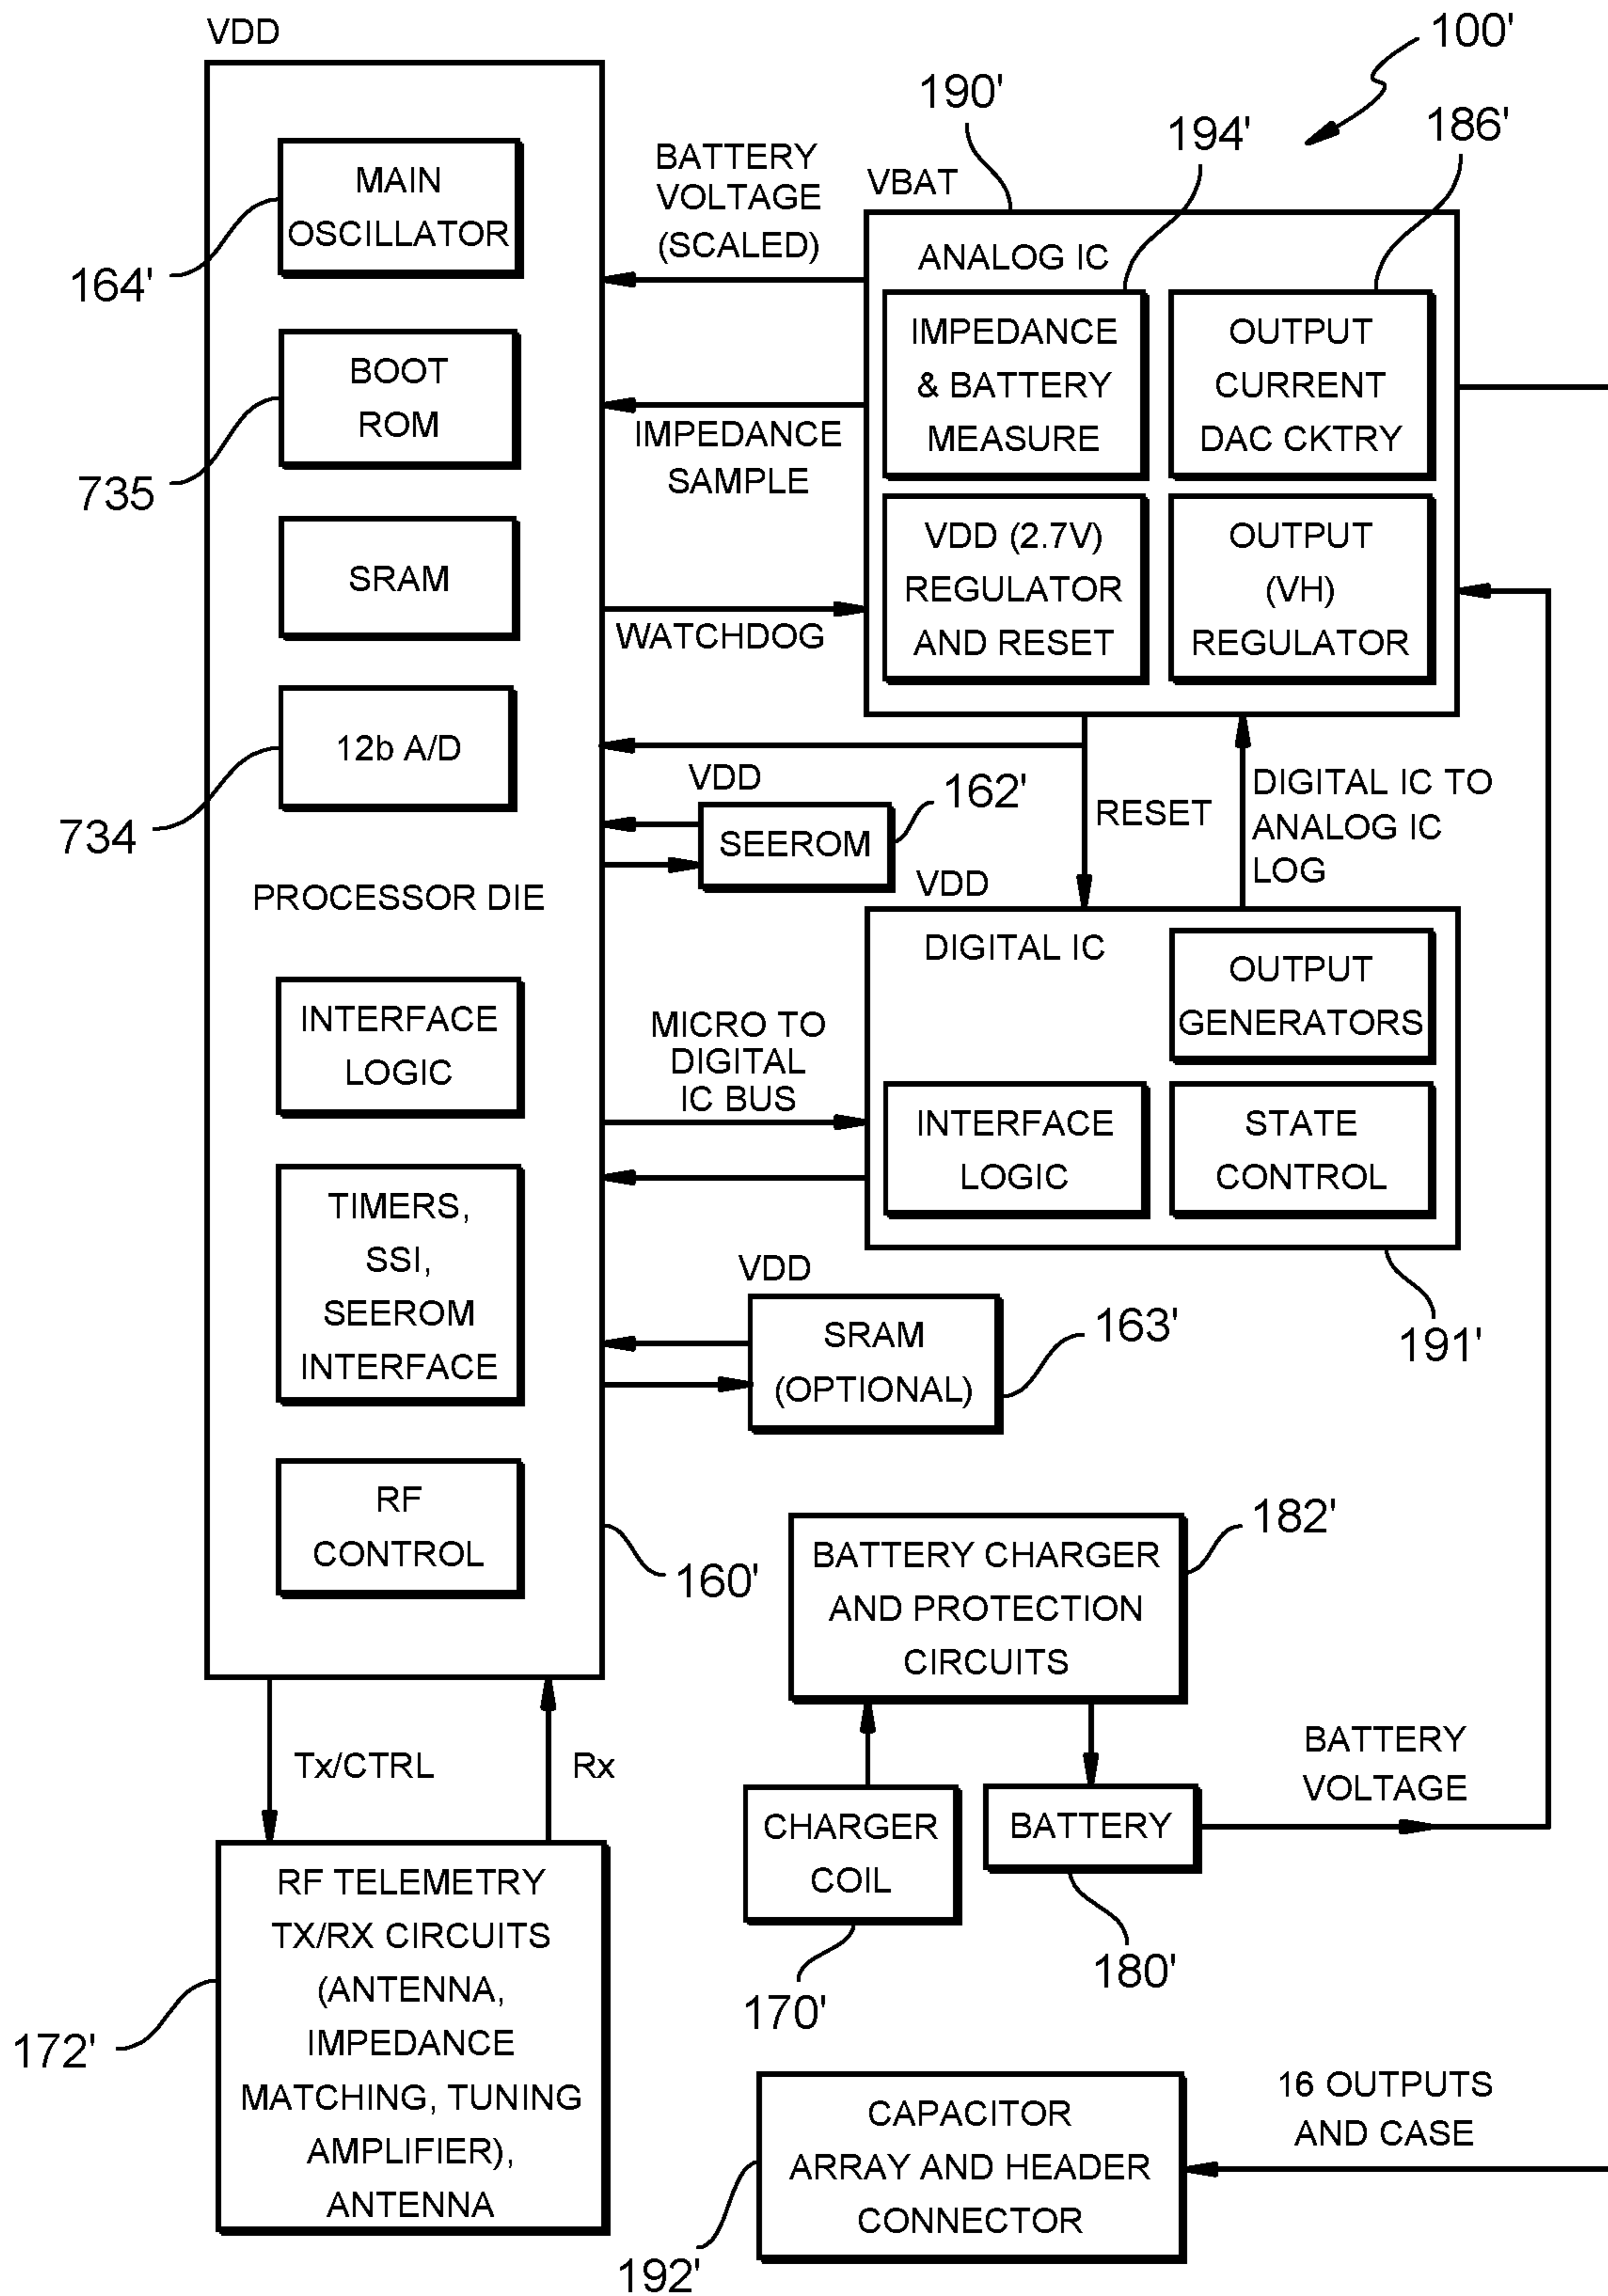 VDD
100'
190'
194'
186'
MAIN
OSCILLATOR
164'
BATTERY
VOLTAGE
(SCALED)
VBAT
ANALOG IC
IMPEDANCE
& BATTERY
MEASURE
OUTPUT
CURRENT
DAC CKTRY
BOOT
ROM
735
IMPEDANCE
SAMPLE
SRAM
VDD (2.7V)
REGULATOR
AND RESET
OUTPUT
(VH)
REGULATOR
WATCHDOG
12b A/D
734
VDD
SEEROM
162'
RESET
DIGITAL IC TO
ANALOG IC
LOG
PROCESSOR DIE
VDD
DIGITAL IC
OUTPUT
GENERATORS
INTERFACE
LOGIC
MICRO TO
DIGITAL
IC BUS
INTERFACE
LOGIC
STATE
CONTROL
191'
TIMERS,
SSI,
SEEROM
INTERFACE
VDD
SRAM
(OPTIONAL)
163'
RF
CONTROL
160'
BATTERY CHARGER
AND PROTECTION
CIRCUITS
182'
Tx/CTRL
Rx
CHARGER
COIL
170'
BATTERY
180'
BATTERY
VOLTAGE
RF TELEMETRY
TX/RX CIRCUITS
(ANTENNA,
IMPEDANCE
MATCHING, TUNING
AMPLIFIER),
ANTENNA
172'
CAPACITOR
ARRAY AND HEADER
CONNECTOR
192'
16 OUTPUTS
AND CASE